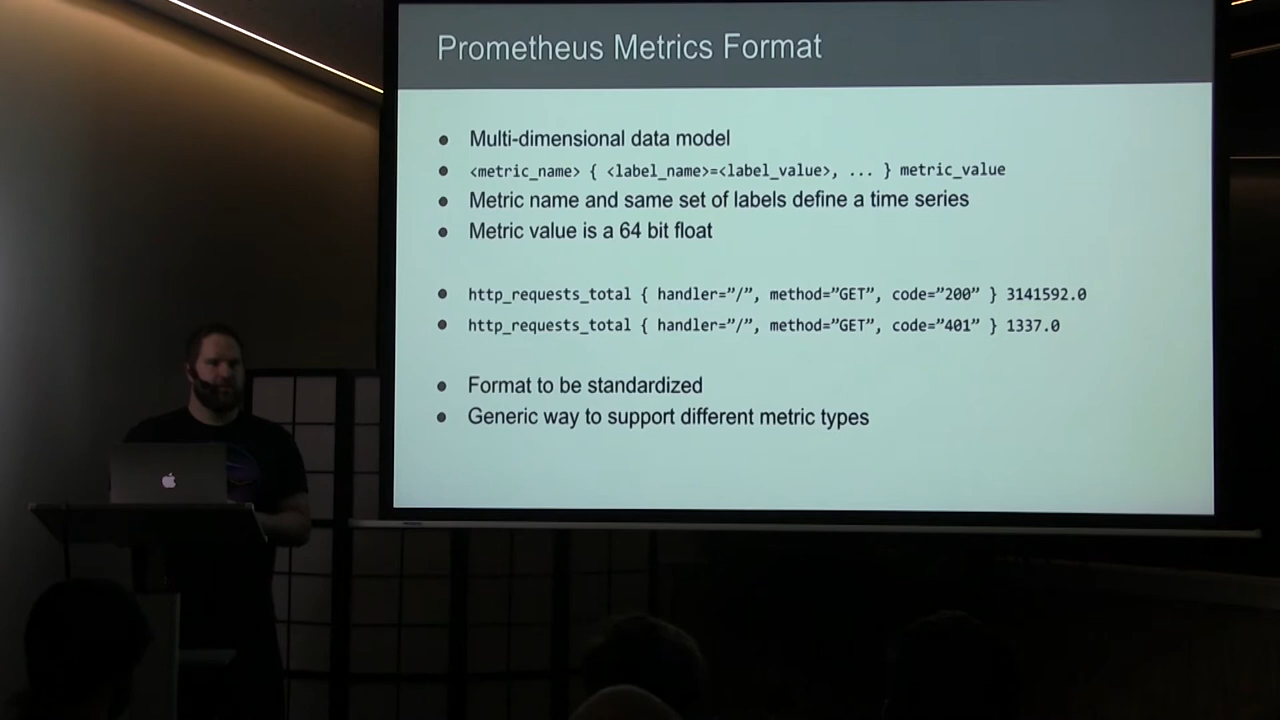 Prometheus Metrics Format
● Multi-dimensional data model
● <metric_name> { <label_name>=<label_value>, ... } metric_value
● Metric name and same set of labels define a time series
● Metric value is a 64 bit float
● http_requests_total { handler=”/”, method=”GET”, code=”200” } 3141592.0
● http_requests_total { handler=”/”, method=”GET”, code=”401” } 1337.0
● Format to be standardized
● Generic way to support different metric types